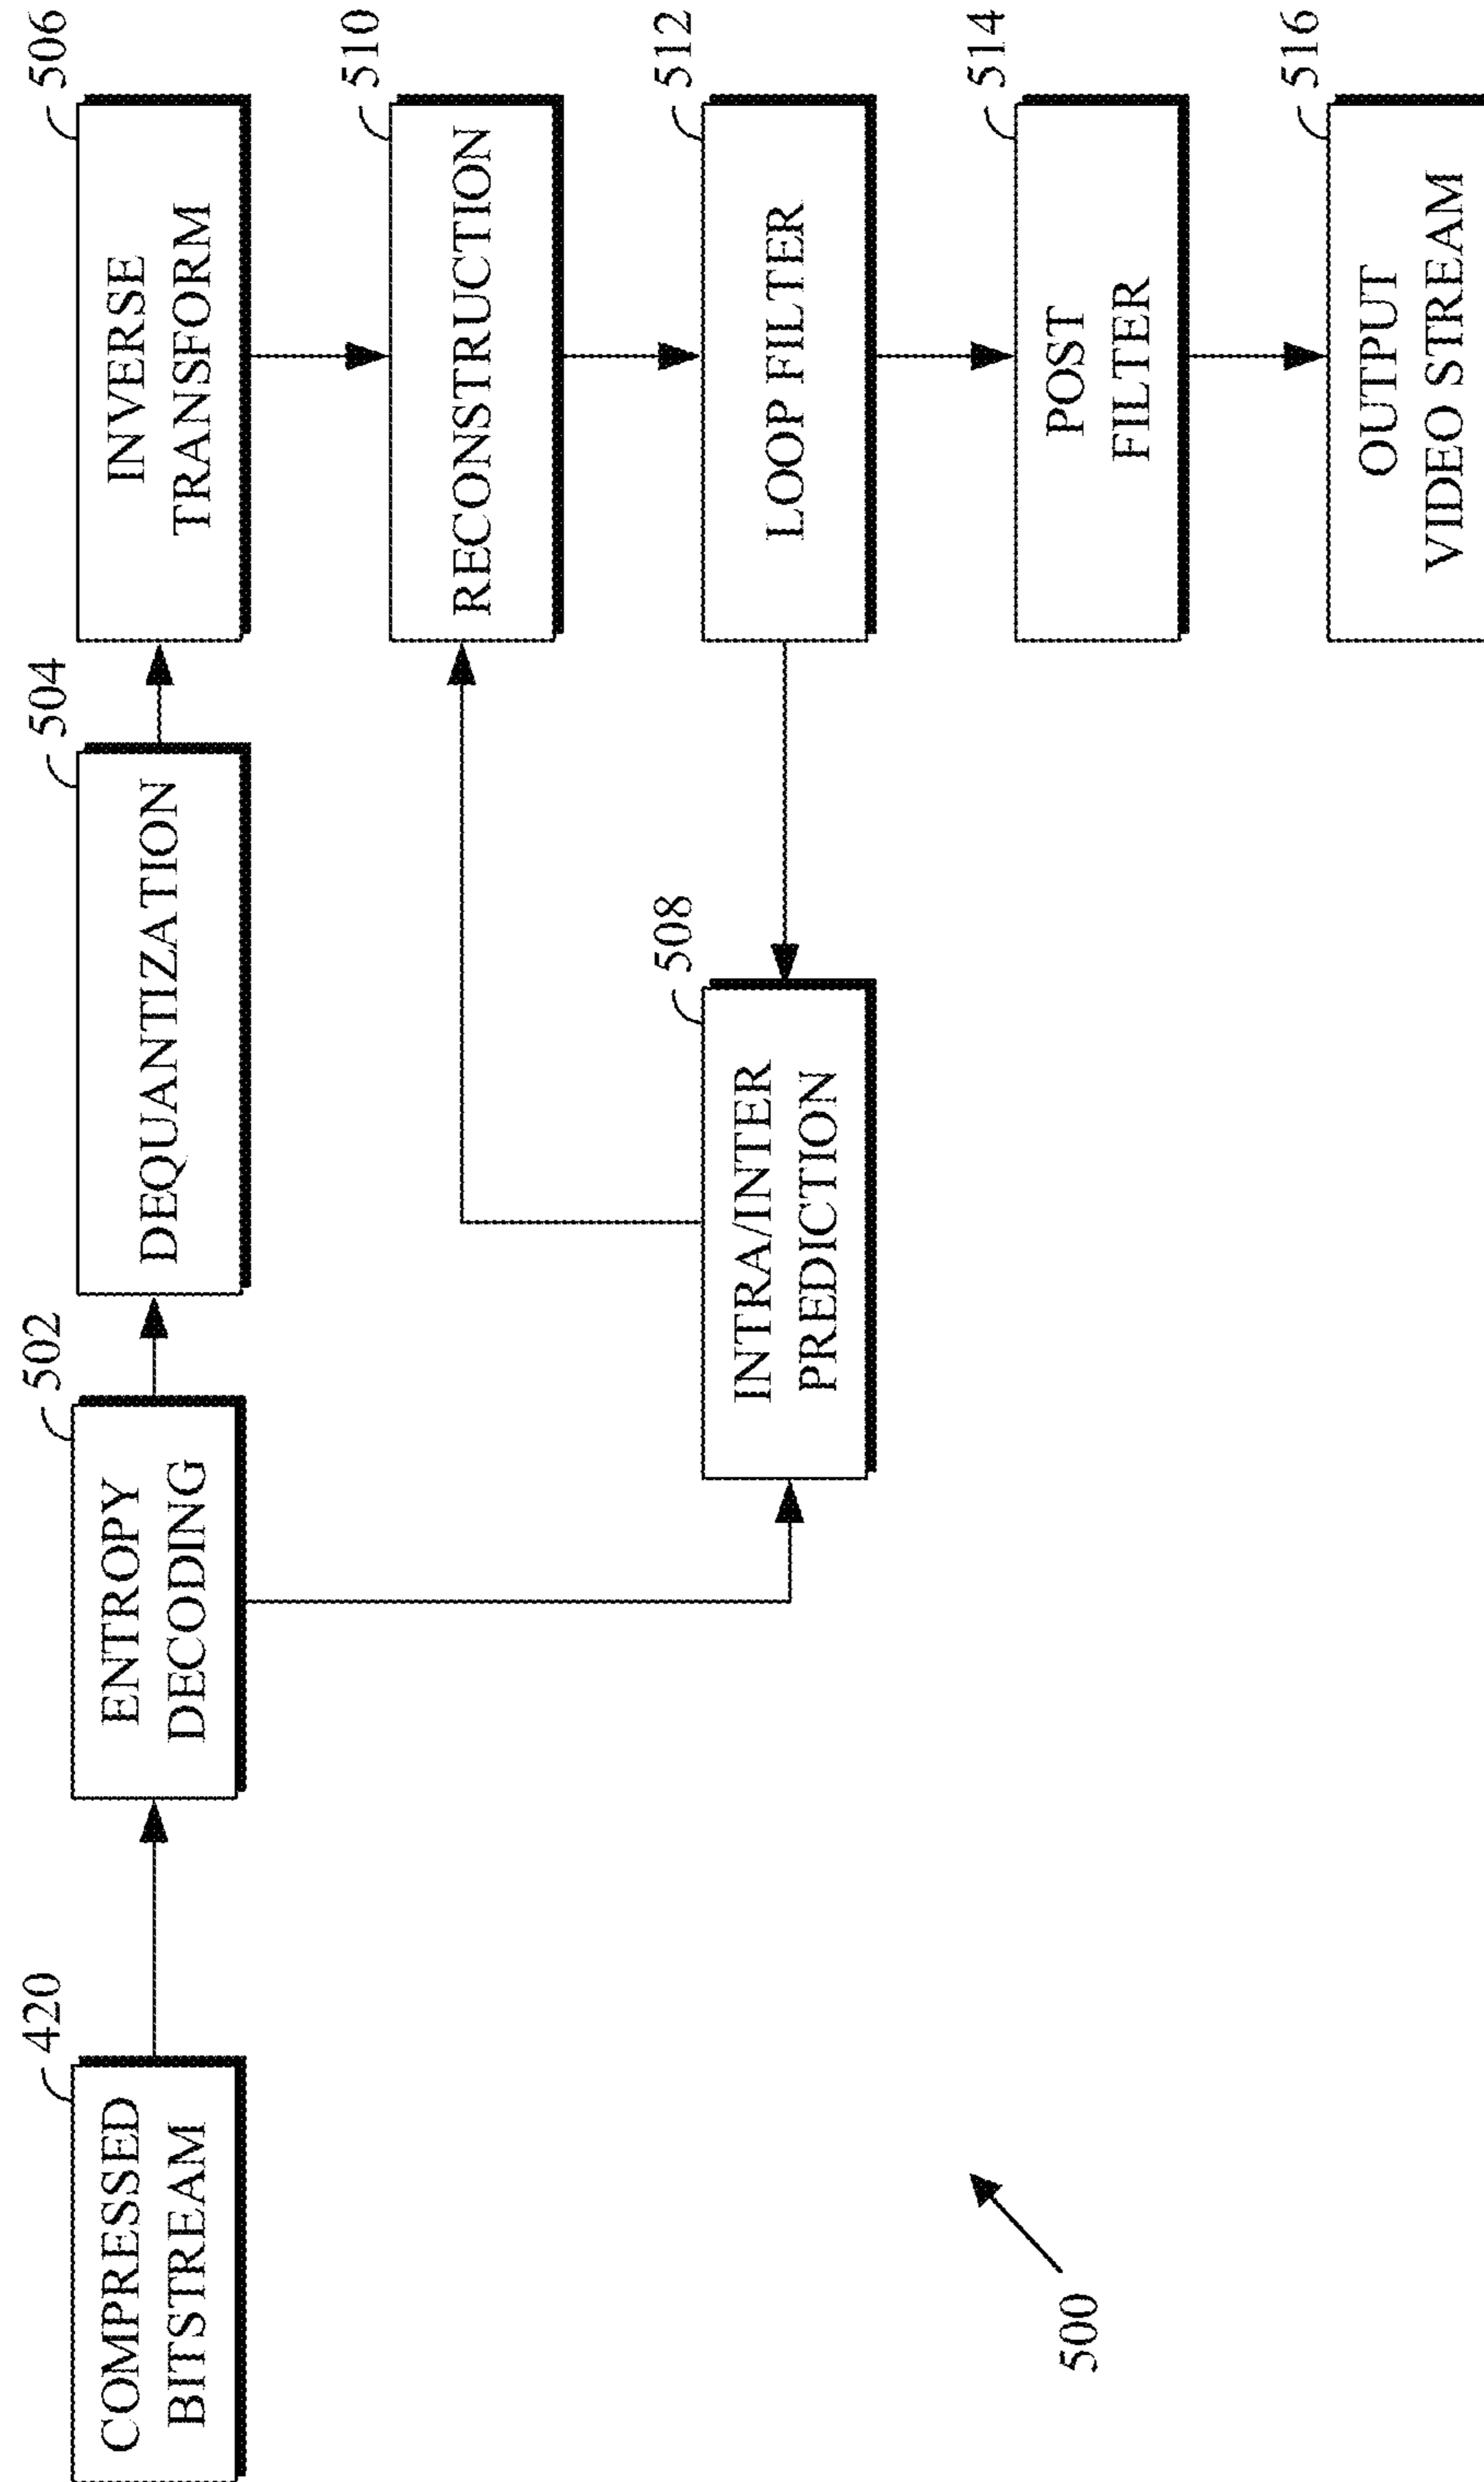 420
COMPRESSED
BITSTREAM
502
ENTROPY
DECODING
504
DEQUANTIZATION
506
INVERSE
TRANSFORM
510
RECONSTRUCTION
508
INTRA/INTER
PREDICTION
512
LOOP FILTER
514
POST
FILTER
516
OUTPUT
VIDEO STREAM
500